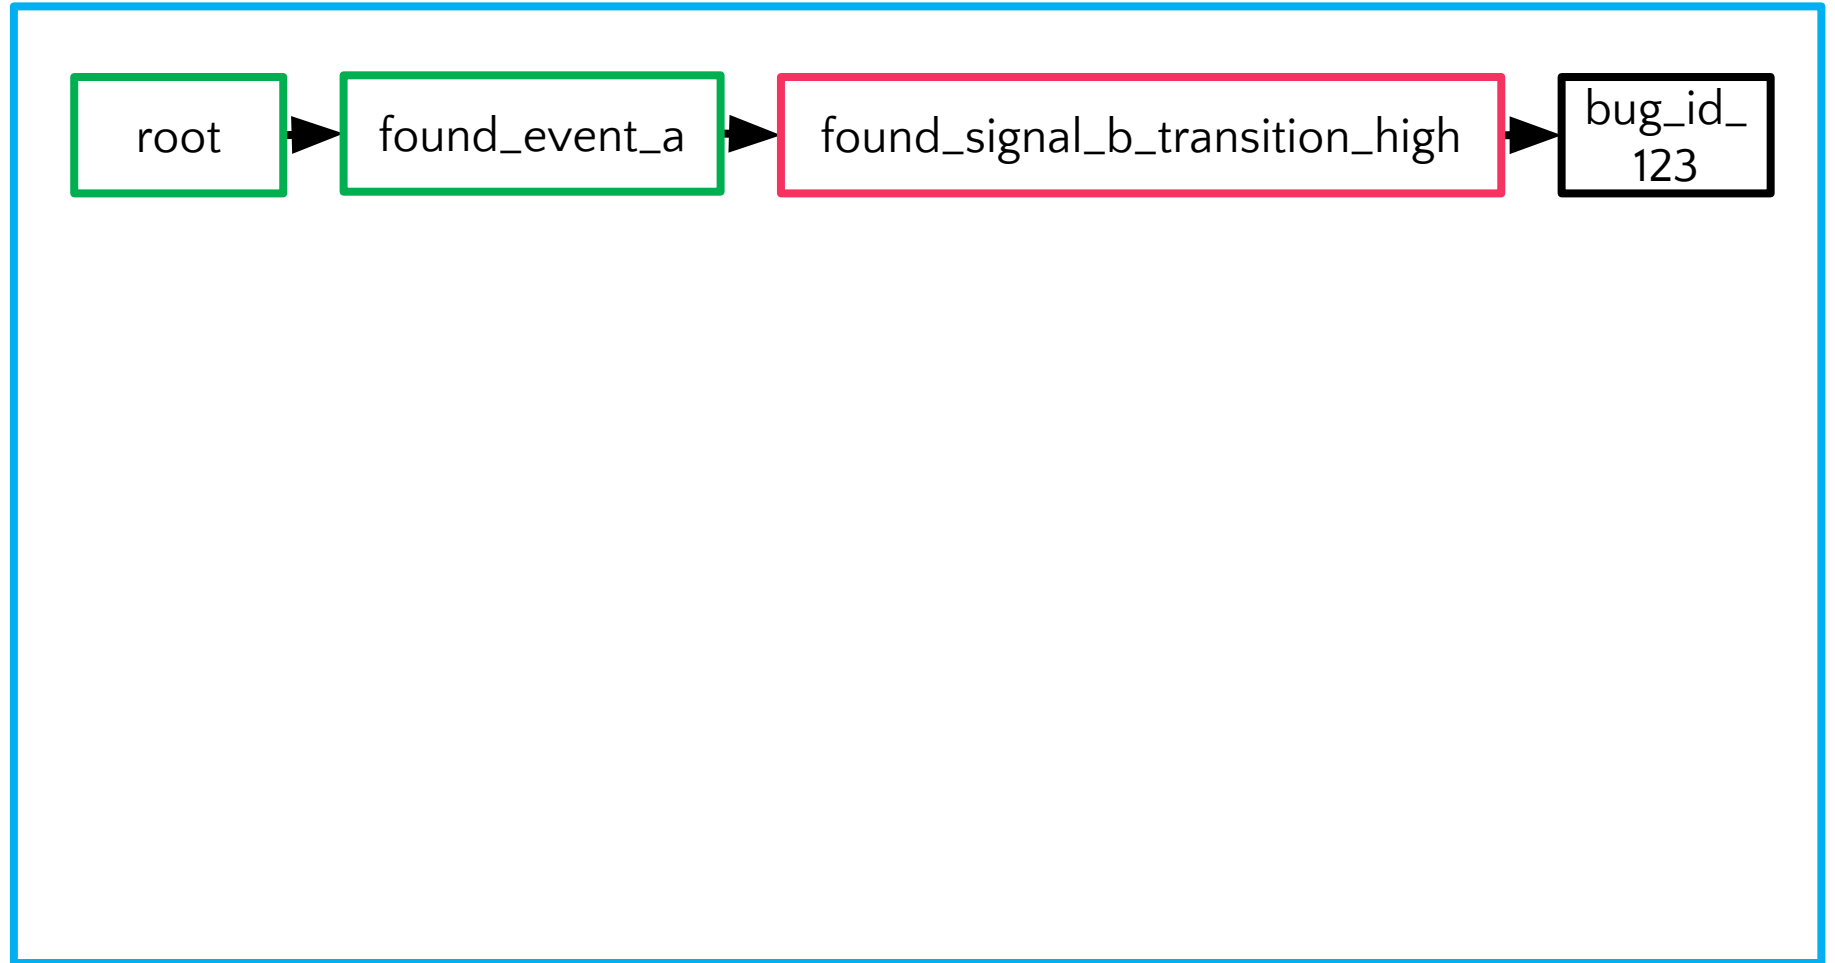 root
found_event_a
found_signal_b_transition_high
bug_id_
123